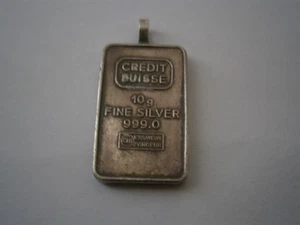 CREDIT
SUISSE
10g
FINE SILVER
999.0